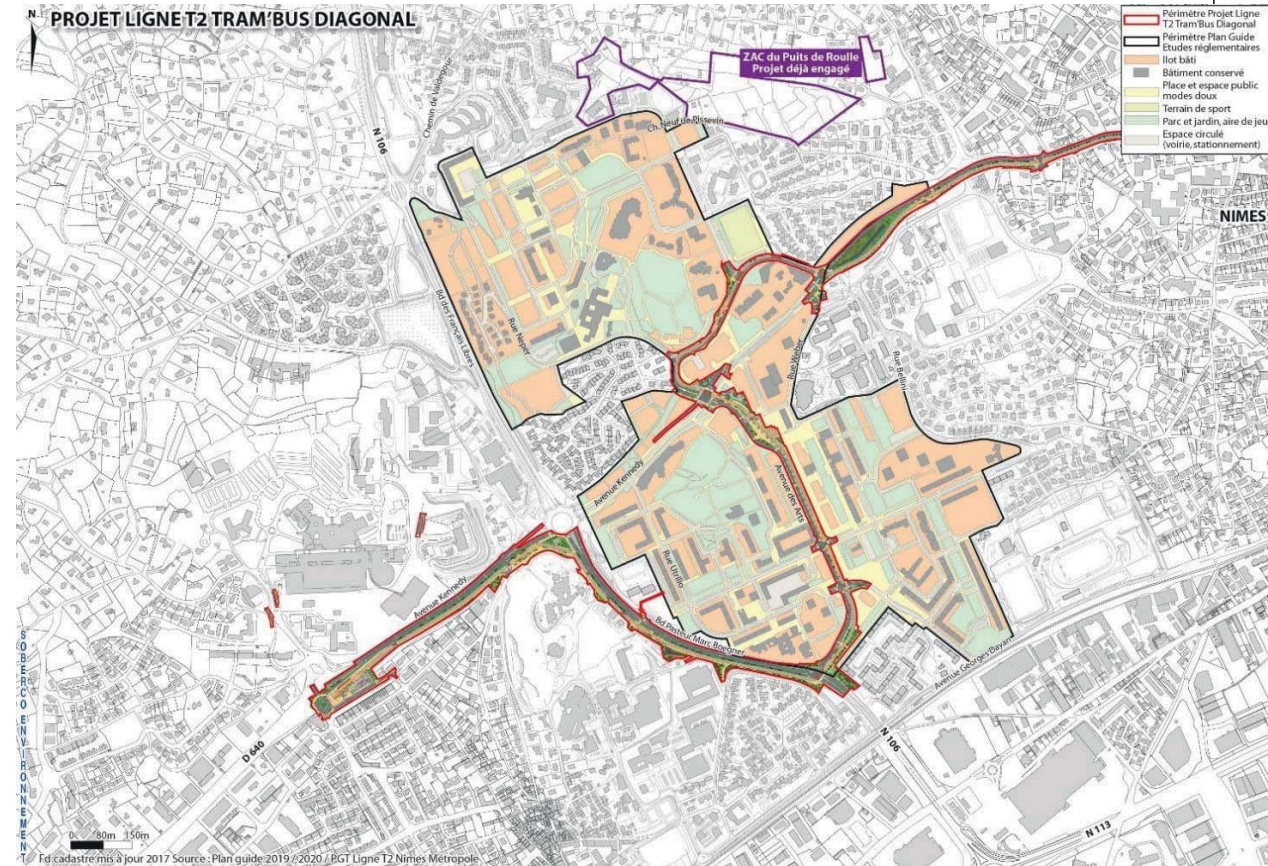 N
PROJET LIGNE T2 TRAM'BUS DIAGONAL
Périmètre Projet Ligne
T2 Tram'Bus Diagonal
Périmètre Plan Guide
Etudes réglementaires
Ilot bâti
Bâtiment conservé
Place et espace public
modes doux
Terrain de sport
Parc et jardin, aire de jeu
Espace circulé
(voirie, stationnement)
ZAC du Puits de Roulle
Projet déjà engagé
Chemin de Valdegour
N 106
Ch. Neuf de Pissevin
NIMES
Bd des Français Libres
Rue Neper
Rue Weber
Rue Bellini
Avenue Kennedy
Avenue des Arts
Rue Utrillo
Avenue Kennedy
Bd Pasteur Marc Boegner
Avenue Georges Dayan
D 640
N 106
N 113
SOBERCO ENVIRONNEMENT
0 80m 150m
Fd cadastre mis à jour 2017 Source : Plan guide 2019 / 2020 / PGT Ligne T2 Nimes Métropole